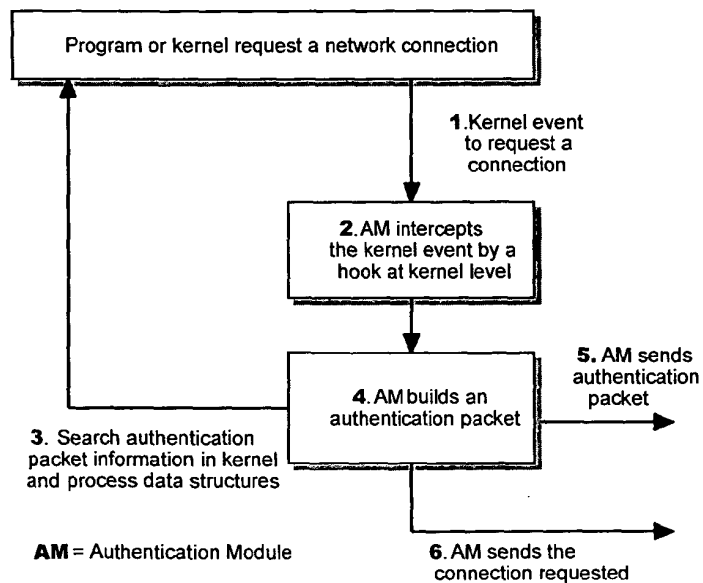 Program or kernel request a network connection
1.Kernel event
to request a
connection
2.AM intercepts
the kernel event by a
hook at kernel level
5. AM sends
authentication
packet
4.AM builds an
authentication packet
3. Search authentication
packet information in kernel
and process data structures
AM = Authentication Module
6.AM sends the
connection requested